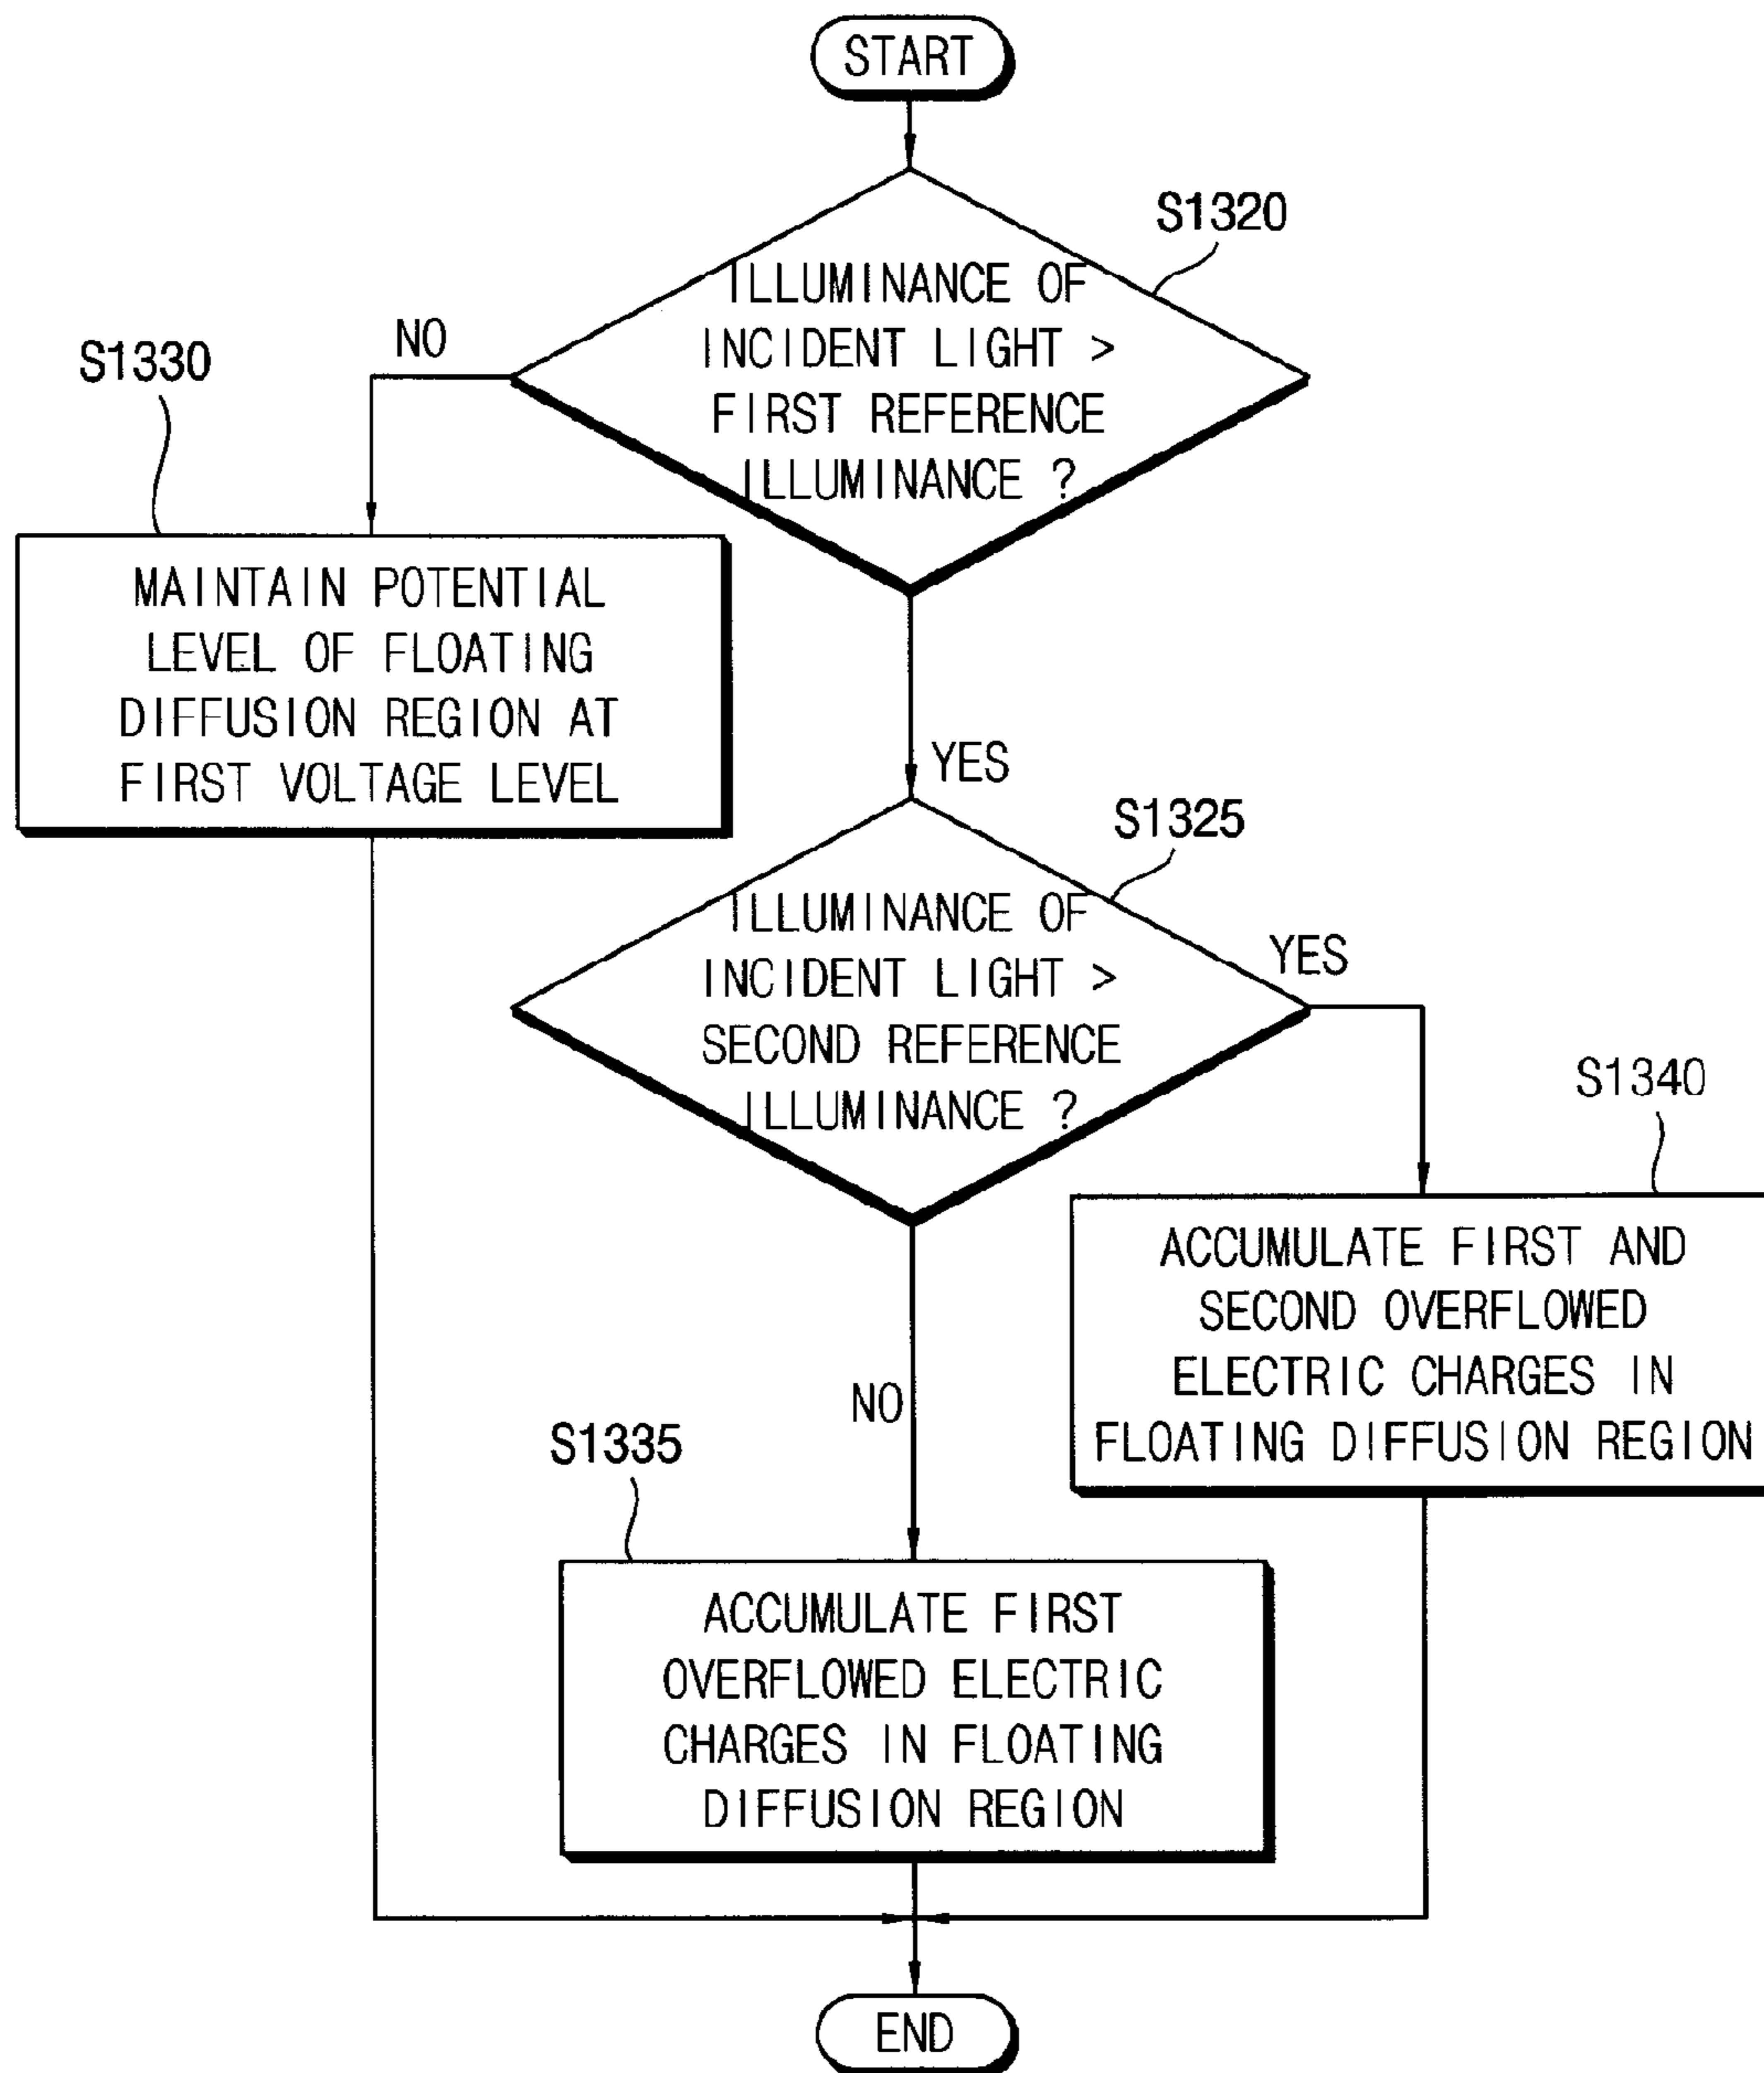 START
S1320
ILLUMINANCE OF
INCIDENT LIGHT >
FIRST REFERENCE
ILLUMINANCE ?
NO
S1330
MAINTAIN POTENTIAL
LEVEL OF FLOATING
DIFFUSION REGION AT
FIRST VOLTAGE LEVEL
YES
S1325
ILLUMINANCE OF
INCIDENT LIGHT >
SECOND REFERENCE
ILLUMINANCE ?
YES
S1340
ACCUMULATE FIRST AND
SECOND OVERFLOWED
ELECTRIC CHARGES IN
FLOATING DIFFUSION REGION
NO
S1335
ACCUMULATE FIRST
OVERFLOWED ELECTRIC
CHARGES IN FLOATING
DIFFUSION REGION
END